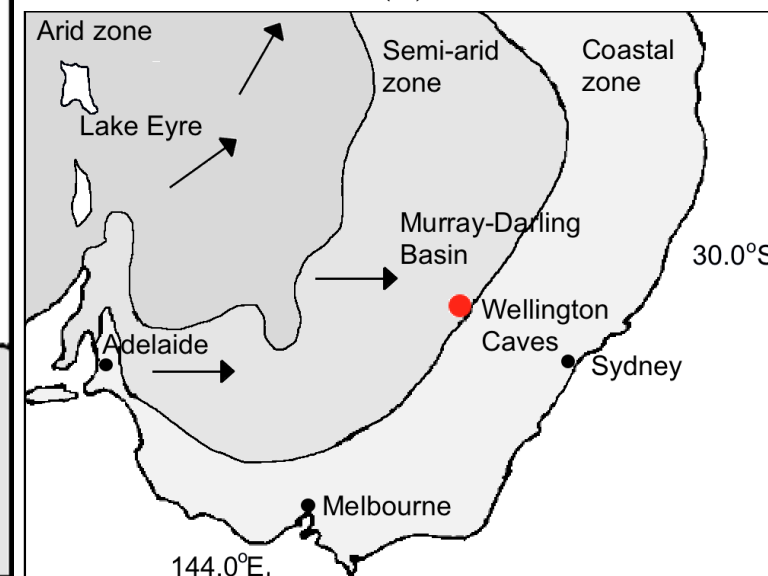 Arid zone
Semi-arid
zone
Coastal
zone
Lake Eyre
Murray-Darling
Basin
30.0°S
Wellington
Caves
Adelaide
Sydney
Melbourne
144.0°E.